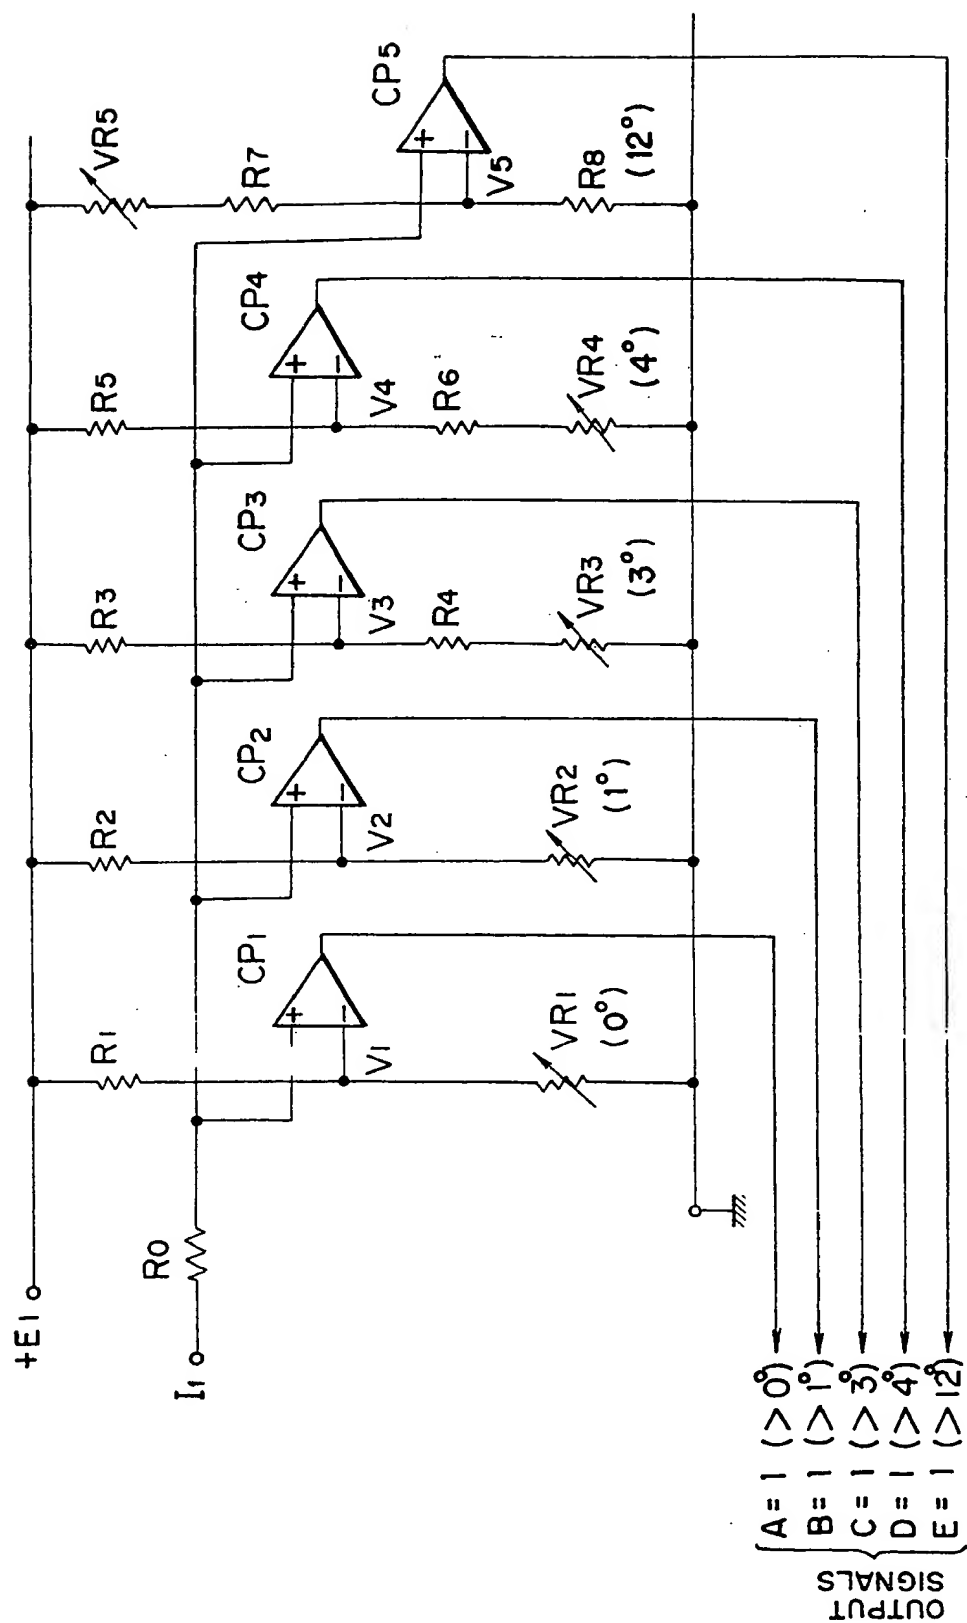 +E1
I1
R0
R1
CP1
V1
VR1
(0°)
R2
CP2
V2
VR2
(1°)
R3
CP3
V3
R4
VR3
(3°)
R5
CP4
V4
R6
VR4
(4°)
VR5
R7
CP5
V5
R8
(12°)
+
−
+
−
+
−
+
−
+
−
OUTPUT
SIGNALS
A = 1 (>0°)
B = 1 (>1°)
C = 1 (>3°)
D = 1 (>4°)
E = 1 (>12°)